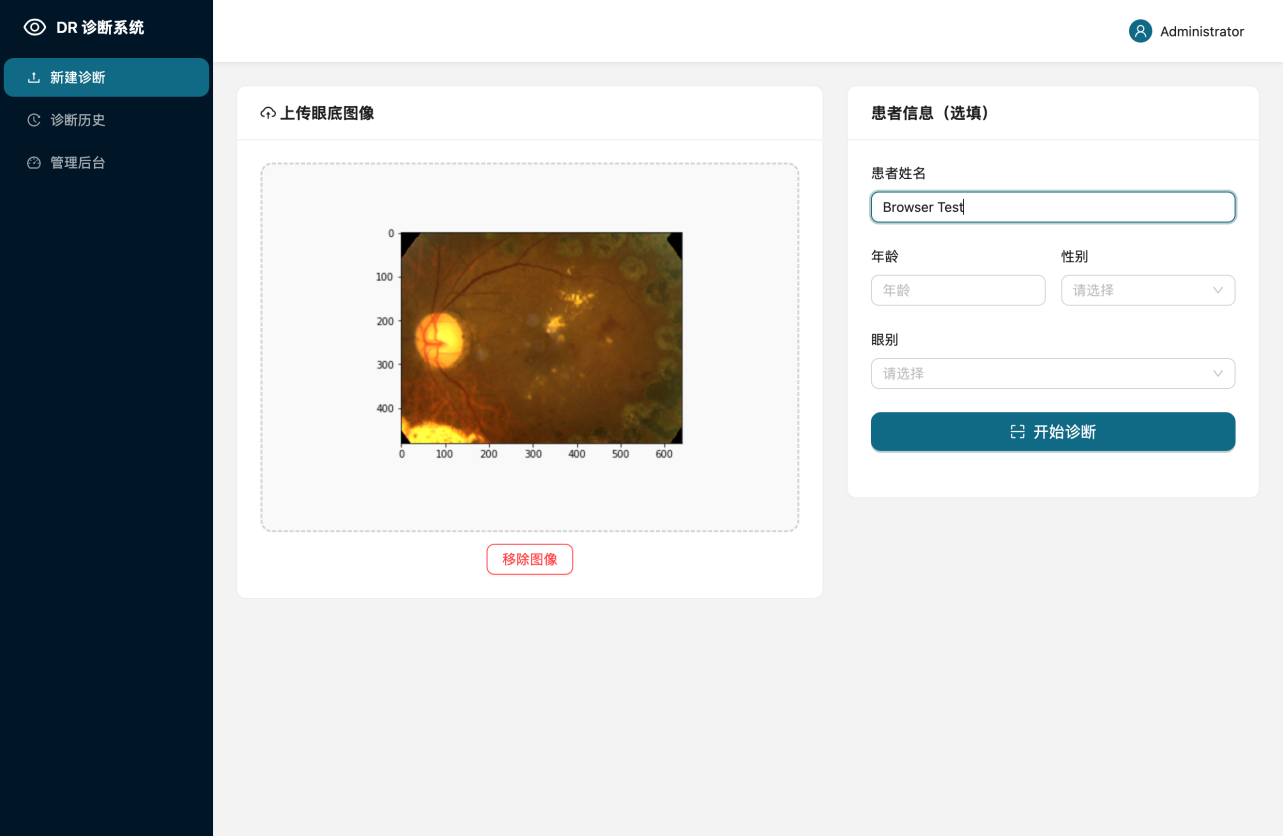 DR 诊断系统
新建诊断
诊断历史
管理后台
Administrator
上传眼底图像
0
100
200
300
400
0 100 200 300 400 500 600
移除图像
患者信息（选填）
患者姓名
Browser Test
年龄 性别
年龄 请选择
眼别
请选择
开始诊断